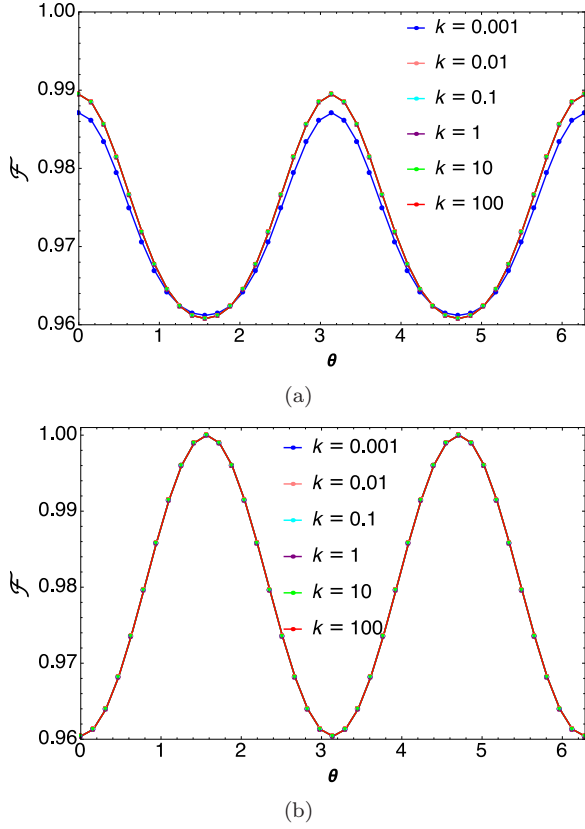 1.00
0.99
0.98
0.97
0.96
ℱ
k = 0.001
k = 0.01
k = 0.1
k = 1
k = 10
k = 100
0 1 2 3 4 5 6
θ
(a)
1.00
0.99
0.98
0.97
0.96
ℱ
k = 0.001
k = 0.01
k = 0.1
k = 1
k = 10
k = 100
0 1 2 3 4 5 6
θ
(b)